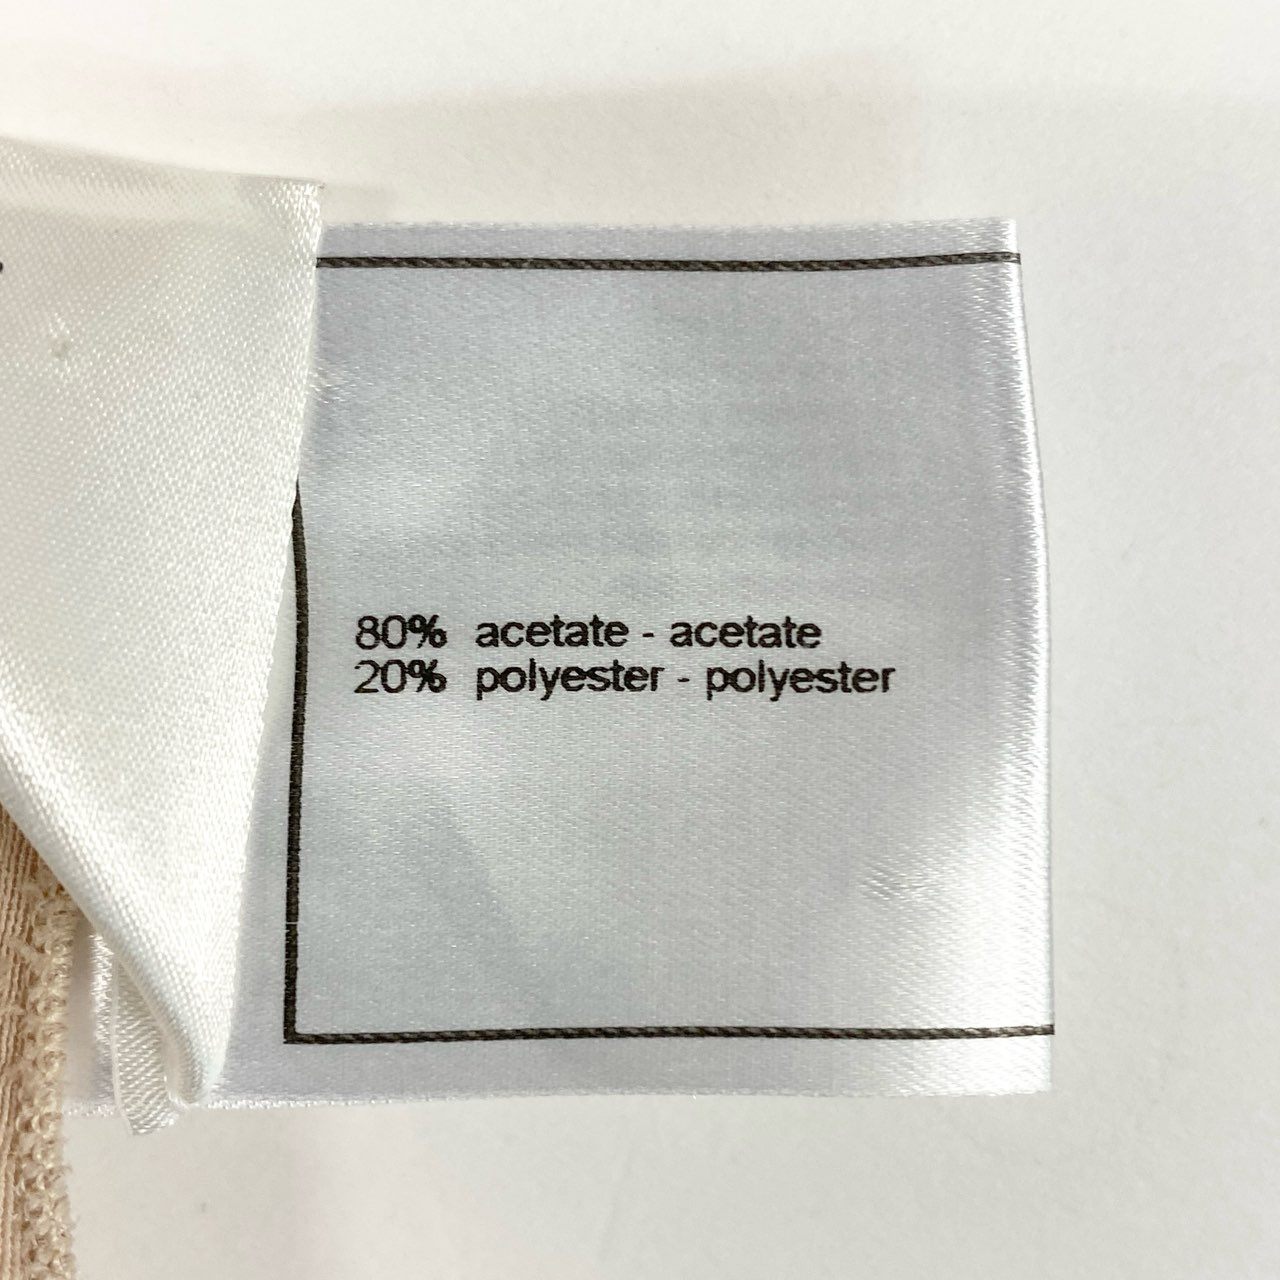 80% acetate - acetate
20% polyester - polyester